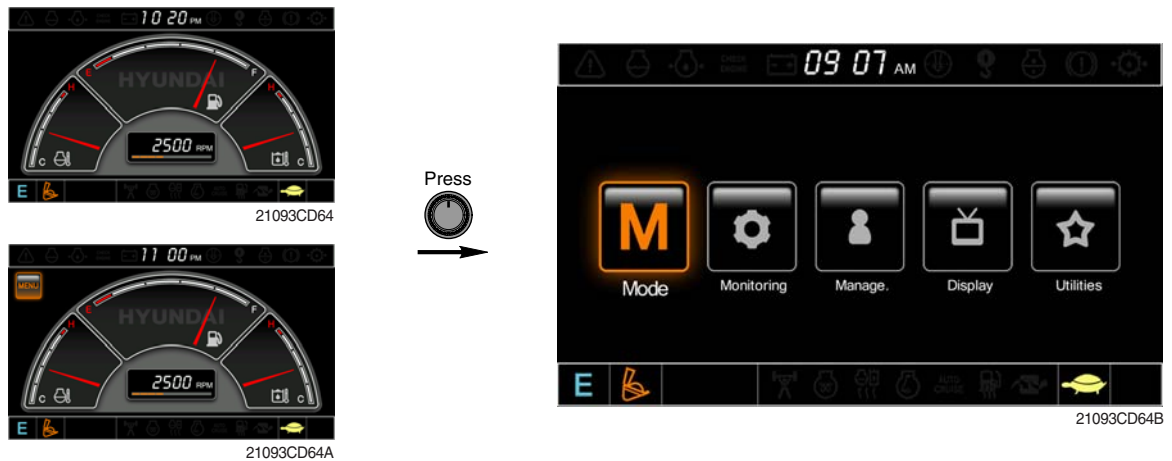 10 20 PM
E
F
HYUNDAI
H
H
2500 RPM
C
C
E
21093CD64
11 00 PM
MENU
E
F
HYUNDAI
H
H
2500 RPM
C
C
E
21093CD64A
Press
CHECK ENGINE
09 07 AM
M
Mode
Monitoring
Manage.
Display
Utilities
E
AUTO
CRUISE
21093CD64B